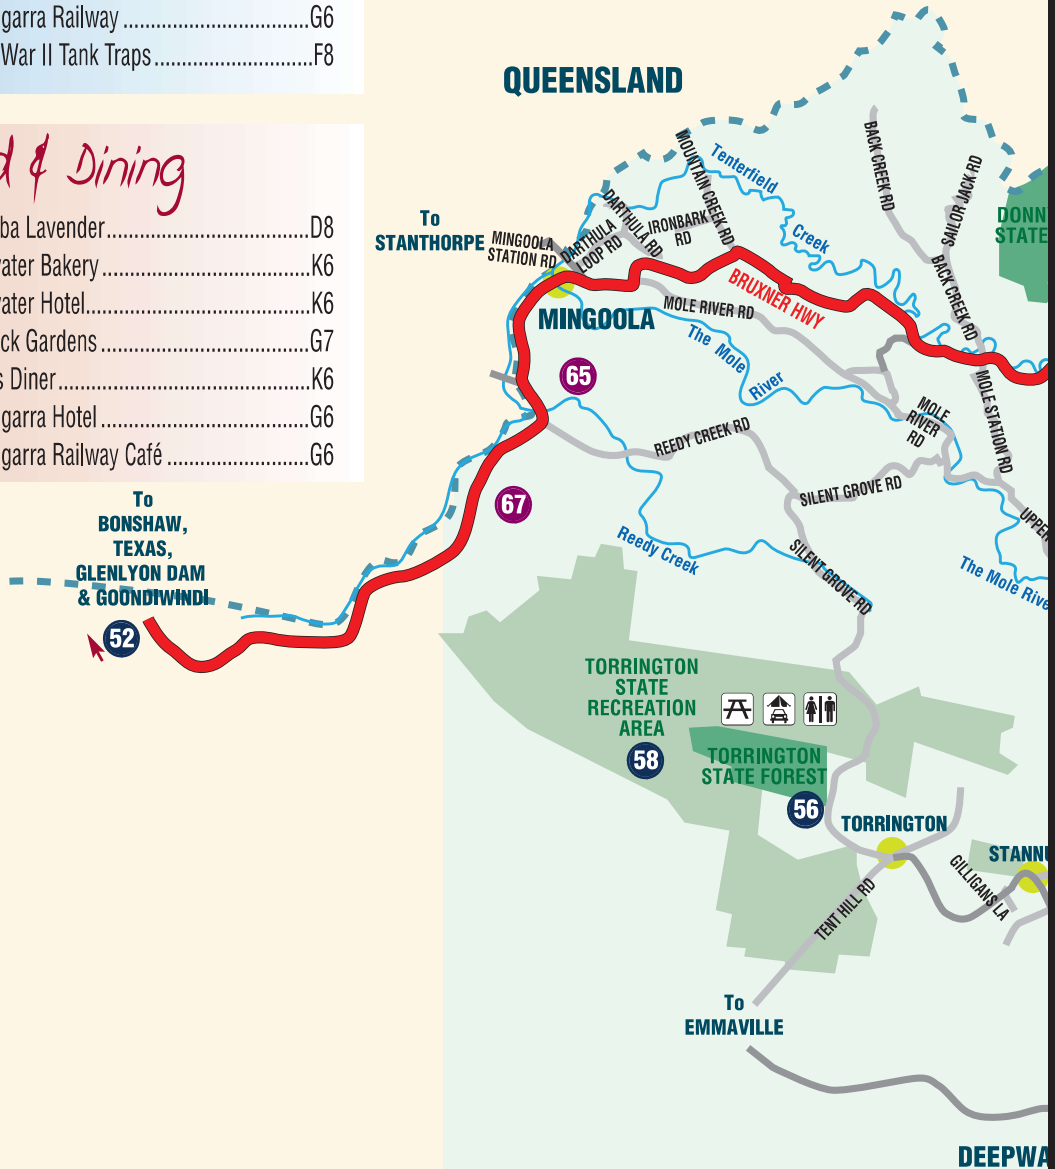 garra Railway..................................G6
War II Tank Traps.............................F8
& Dining
ba Lavender.....................................D8
ater Bakery......................................K6
ater Hotel.........................................K6
ck Gardens......................................G7
s Diner..............................................K6
garra Hotel......................................G6
garra Railway Café..........................G6
QUEENSLAND
To
STANTHORPE
MINGOOLA
STATION RD
DARTHULA
LOOP RD
DARTHULA RD
IRONBARK
RD
MOUNTAIN CREEK RD
Tenterfield
Creek
BACK CREEK RD
SAILOR JACK RD
BACK CREEK RD
DONN
STATE
MINGOOLA
BRUXNER HWY
MOLE RIVER RD
The Mole
River
65
MOLE
RIVER
RD
MOLE STATION RD
REEDY CREEK RD
SILENT GROVE RD
UPPER
67
To
BONSHAW,
TEXAS,
GLENLYON DAM
& GOONDIWINDI
52
Reedy Creek
SILENT GROVE RD
The Mole Rive
TORRINGTON
STATE
RECREATION
AREA
58
TORRINGTON
STATE FOREST
56
TORRINGTON
STANN
GILLIGANS LA
TENT HILL RD
To
EMMAVILLE
DEEPWA